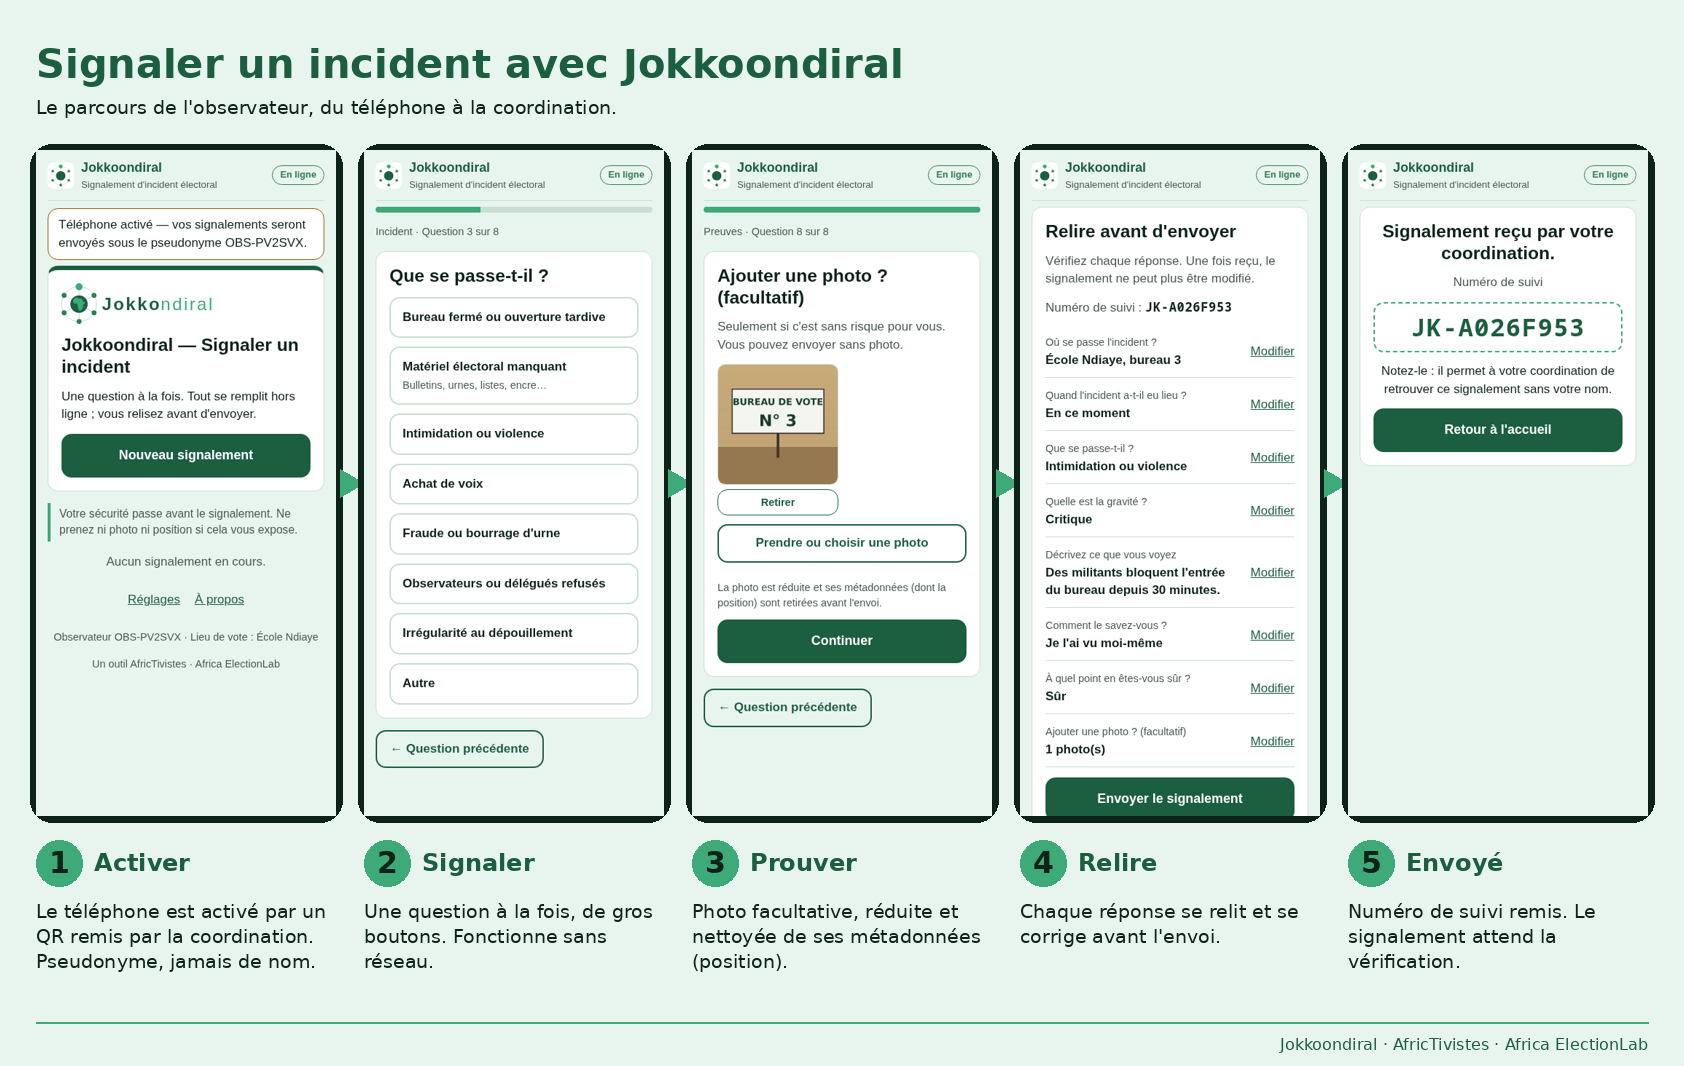 Signaler un incident avec Jokkoondiral
Le parcours de l'observateur, du téléphone à la coordination.
Jokkoondiral
Signalement d'incident électoral
En ligne
Téléphone activé — vos signalements seront
envoyés sous le pseudonyme OBS-PV2SVX.
Jokkondiral
Jokkoondiral — Signaler un
incident
Une question à la fois. Tout se remplit hors
ligne ; vous relisez avant d'envoyer.
Nouveau signalement
Votre sécurité passe avant le signalement. Ne
prenez ni photo ni position si cela vous expose.
Aucun signalement en cours.
Réglages À propos
Observateur OBS-PV2SVX · Lieu de vote : École Ndiaye
Un outil AfricTivistes · Africa ElectionLab
Jokkoondiral
Signalement d'incident électoral
En ligne
Incident · Question 3 sur 8
Que se passe-t-il ?
Bureau fermé ou ouverture tardive
Matériel électoral manquant
Bulletins, urnes, listes, encre…
Intimidation ou violence
Achat de voix
Fraude ou bourrage d'urne
Observateurs ou délégués refusés
Irrégularité au dépouillement
Autre
← Question précédente
Jokkoondiral
Signalement d'incident électoral
En ligne
Preuves · Question 8 sur 8
Ajouter une photo ?
(facultatif)
Seulement si c'est sans risque pour vous.
Vous pouvez envoyer sans photo.
BUREAU DE VOTE
N° 3
Retirer
Prendre ou choisir une photo
La photo est réduite et ses métadonnées (dont la
position) sont retirées avant l'envoi.
Continuer
← Question précédente
Jokkoondiral
Signalement d'incident électoral
En ligne
Relire avant d'envoyer
Vérifiez chaque réponse. Une fois reçu, le
signalement ne peut plus être modifié.
Numéro de suivi : JK-A026F953
Où se passe l'incident ?
École Ndiaye, bureau 3
Modifier
Quand l'incident a-t-il eu lieu ?
En ce moment
Modifier
Que se passe-t-il ?
Intimidation ou violence
Modifier
Quelle est la gravité ?
Critique
Modifier
Décrivez ce que vous voyez
Des militants bloquent l'entrée
du bureau depuis 30 minutes.
Modifier
Comment le savez-vous ?
Je l'ai vu moi-même
Modifier
À quel point en êtes-vous sûr ?
Sûr
Modifier
Ajouter une photo ? (facultatif)
1 photo(s)
Modifier
Envoyer le signalement
Jokkoondiral
Signalement d'incident électoral
En ligne
Signalement reçu par votre
coordination.
Numéro de suivi
JK-A026F953
Notez-le : il permet à votre coordination de
retrouver ce signalement sans votre nom.
Retour à l'accueil
1 Activer
Le téléphone est activé par un
QR remis par la coordination.
Pseudonyme, jamais de nom.
2 Signaler
Une question à la fois, de gros
boutons. Fonctionne sans
réseau.
3 Prouver
Photo facultative, réduite et
nettoyée de ses métadonnées
(position).
4 Relire
Chaque réponse se relit et se
corrige avant l'envoi.
5 Envoyé
Numéro de suivi remis. Le
signalement attend la
vérification.
Jokkoondiral · AfricTivistes · Africa ElectionLab